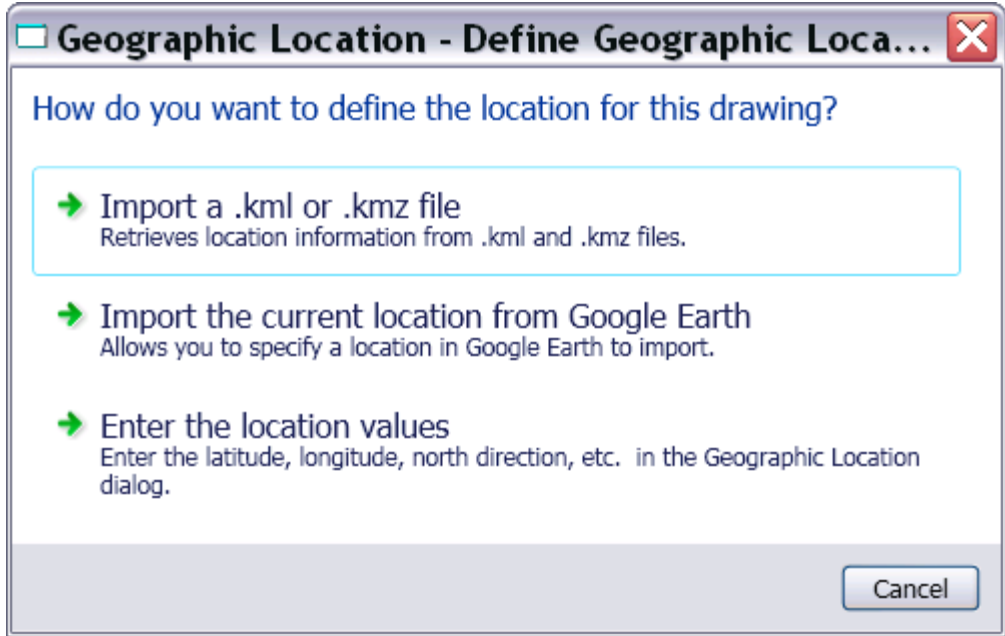 Geographic Location - Define Geographic Loca...
How do you want to define the location for this drawing?
Import a .kml or .kmz file
Retrieves location information from .kml and .kmz files.
Import the current location from Google Earth
Allows you to specify a location in Google Earth to import.
Enter the location values
Enter the latitude, longitude, north direction, etc.  in the Geographic Location
dialog.
Cancel